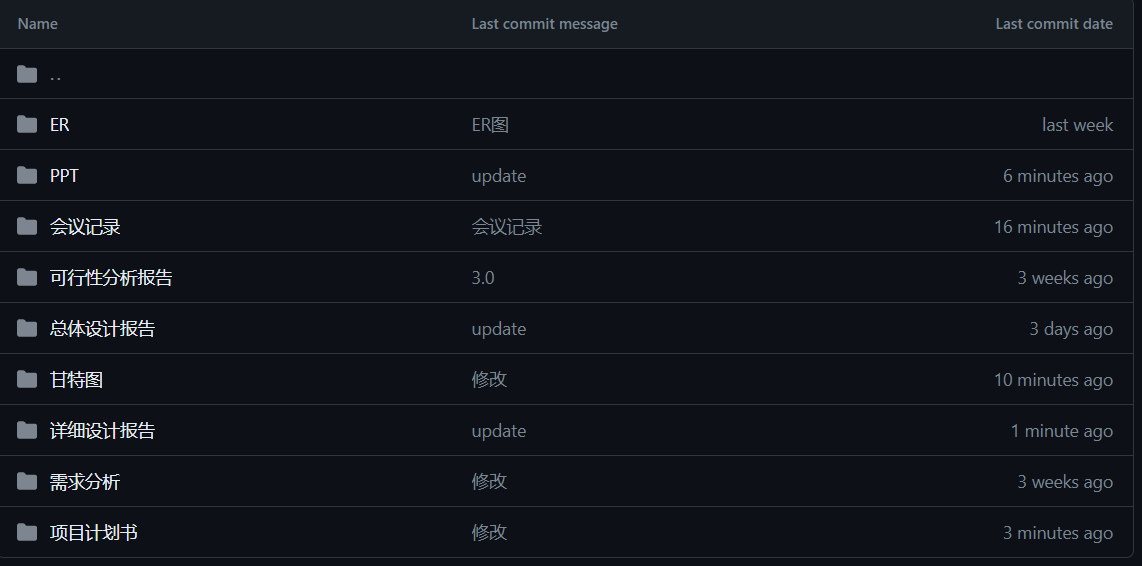 Name Last commit message Last commit date
..
ER ER图 last week
PPT update 6 minutes ago
会议记录 会议记录 16 minutes ago
可行性分析报告 3.0 3 weeks ago
总体设计报告 update 3 days ago
甘特图 修改 10 minutes ago
详细设计报告 update 1 minute ago
需求分析 修改 3 weeks ago
项目计划书 修改 3 minutes ago